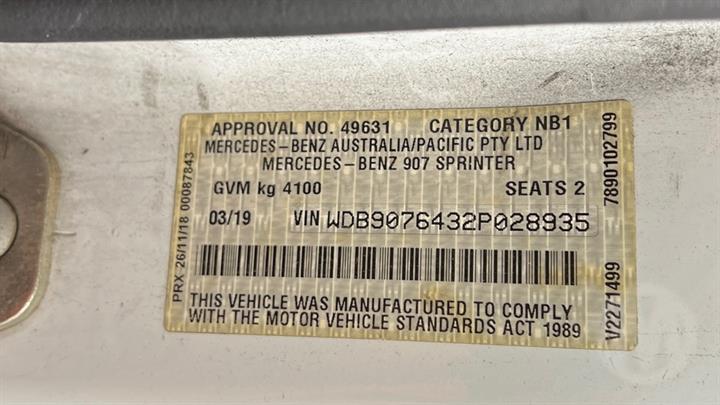 APPROVAL NO. 49631 CATEGORY NB1
MERCEDES-BENZ AUSTRALIA/PACIFIC PTY LTD
MERCEDES-BENZ 907 SPRINTER
GVM kg 4100 SEATS 2
03/19 VIN WDB9076432P028935
THIS VEHICLE WAS MANUFACTURED TO COMPLY
WITH THE MOTOR VEHICLE STANDARDS ACT 1989
PRX 26/11/18 00087843
V2271499 7890102799